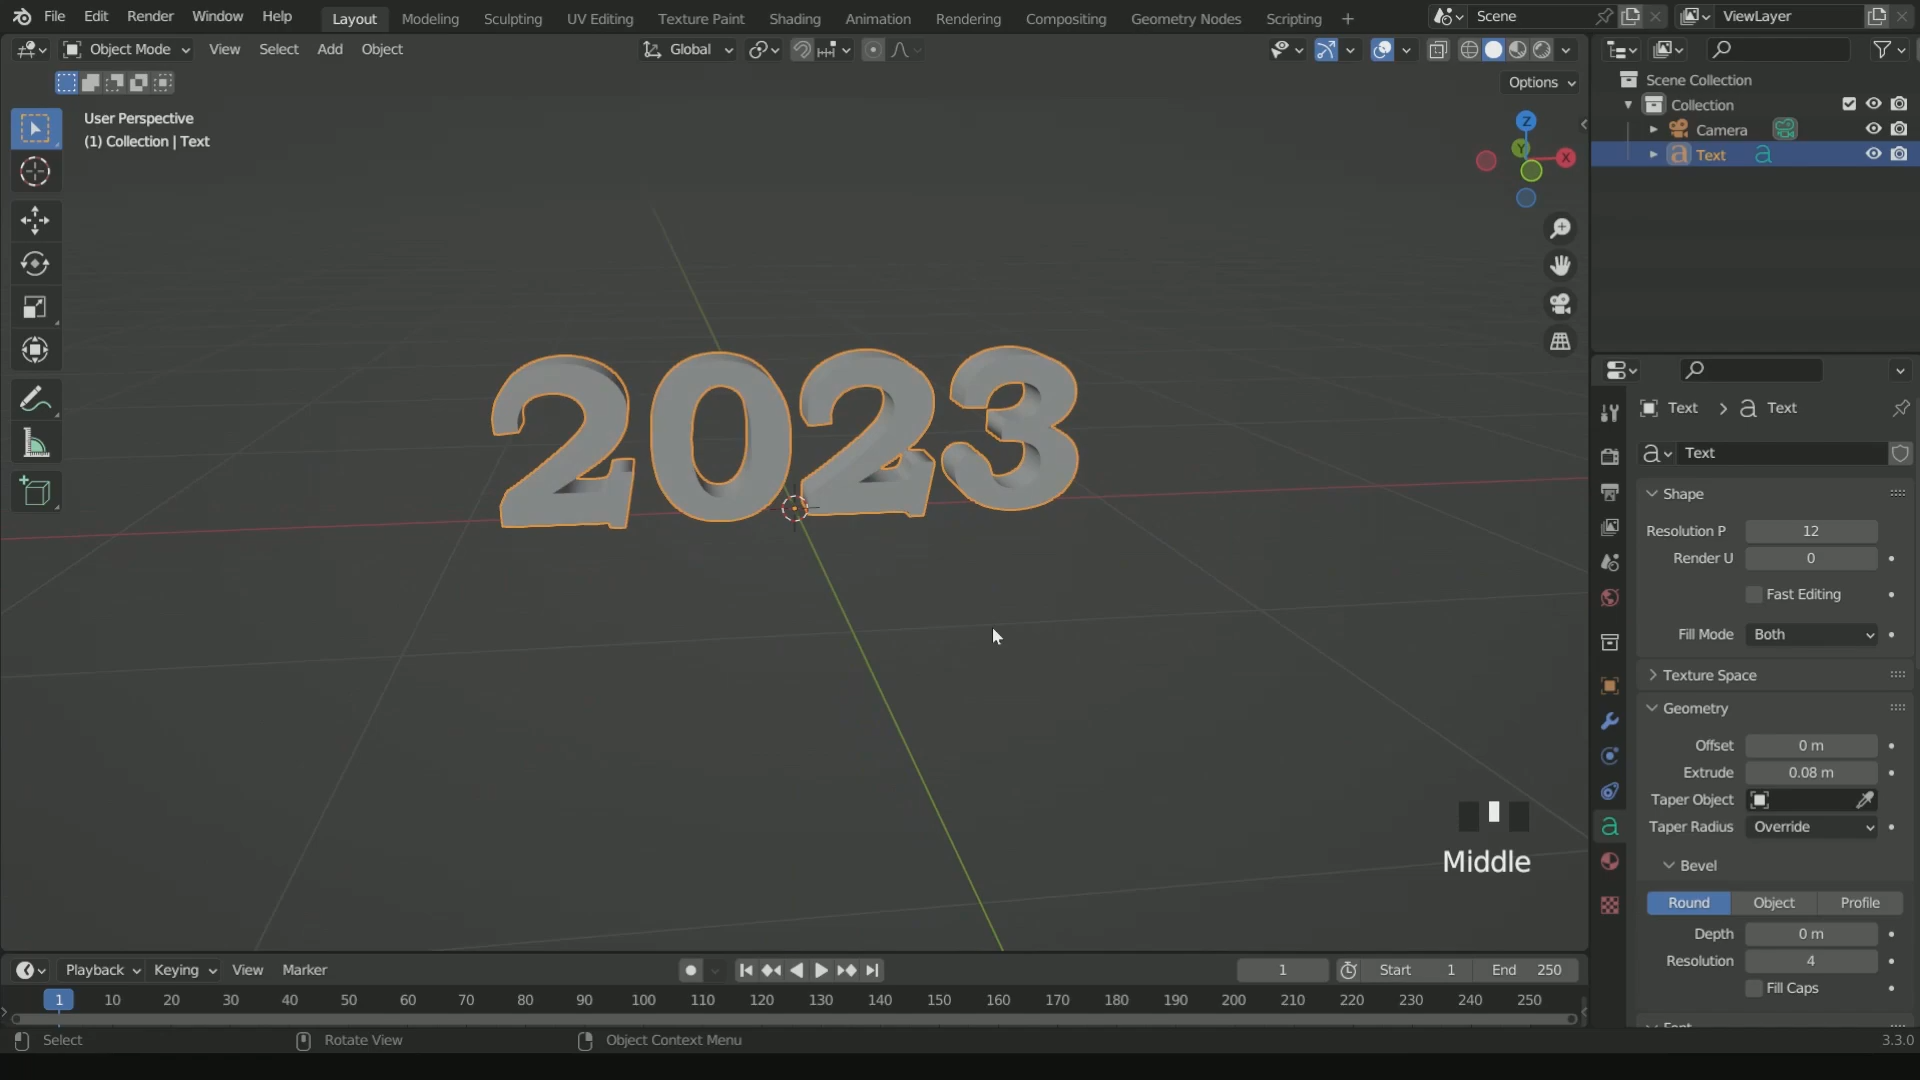 File Edit Render Window Help Layout Modeling Sculpting UV Editing Texture Paint Shading Animation Rendering Compositing Geometry Nodes Scripting Scene ViewLayer
Object Mode View Select Add Object Global
Options
User Perspective
(1) Collection | Text
Z
Y
X
2023
Middle
Scene Collection
Collection
Camera
Text
Text Text
Text
Shape
Resolution P 12
Render U 0
Fast Editing
Fill Mode Both
Texture Space
Geometry
Offset 0 m
Extrude 0.08 m
Taper Object
Taper Radius Override
Bevel
Round Object Profile
Depth 0 m
Resolution 4
Fill Caps
Playback Keying View Marker 1 Start 1 End 250
1 10 20 30 40 50 60 70 80 90 100 110 120 130 140 150 160 170 180 190 200 210 220 230 240 250
Select Rotate View Object Context Menu 3.3.0